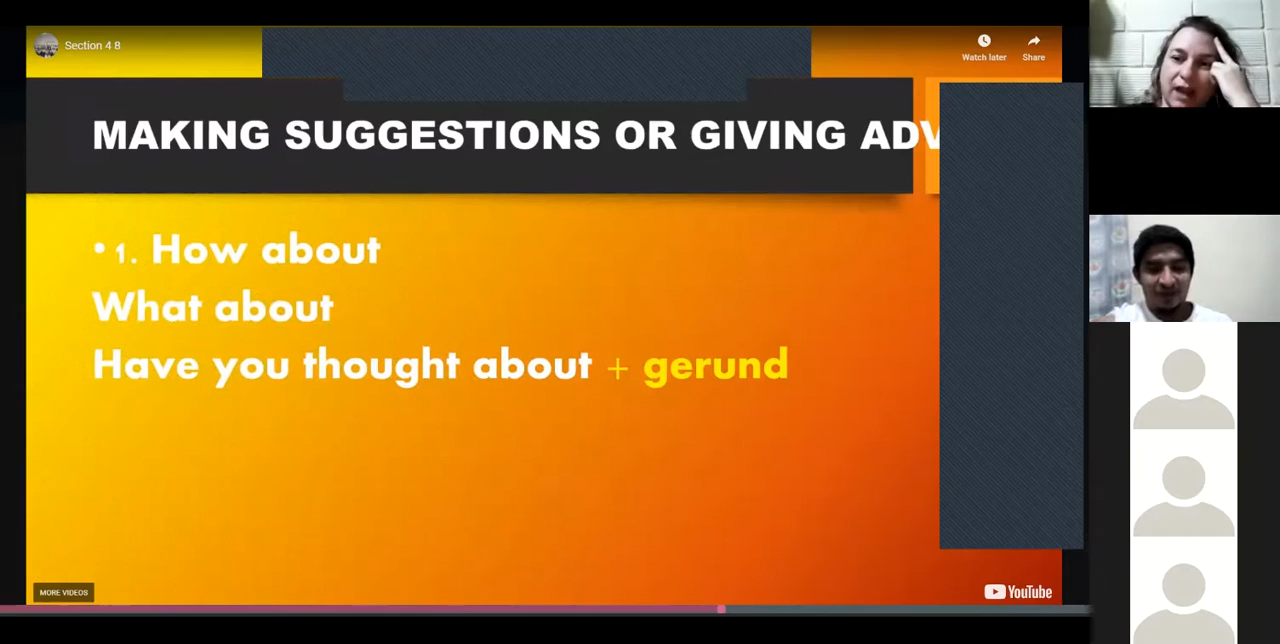 Section 4 8
Watch later
Share
MAKING SUGGESTIONS OR GIVING ADV
• 1. How about
What about
Have you thought about + gerund
MORE VIDEOS
YouTube